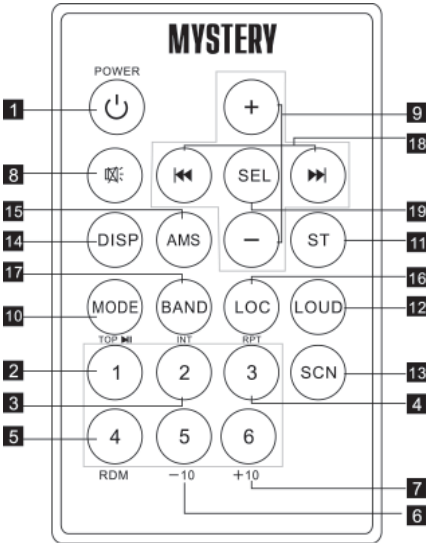 MYSTERY
POWER
1 + 9
18
8 SEL
15 19
14 DISP AMS − ST 11
17 16
10 MODE BAND LOC LOUD 12
TOP INT RPT
2 1 2 3 SCN 13
3 4
5 4 5 6
RDM −10 +10 7
6